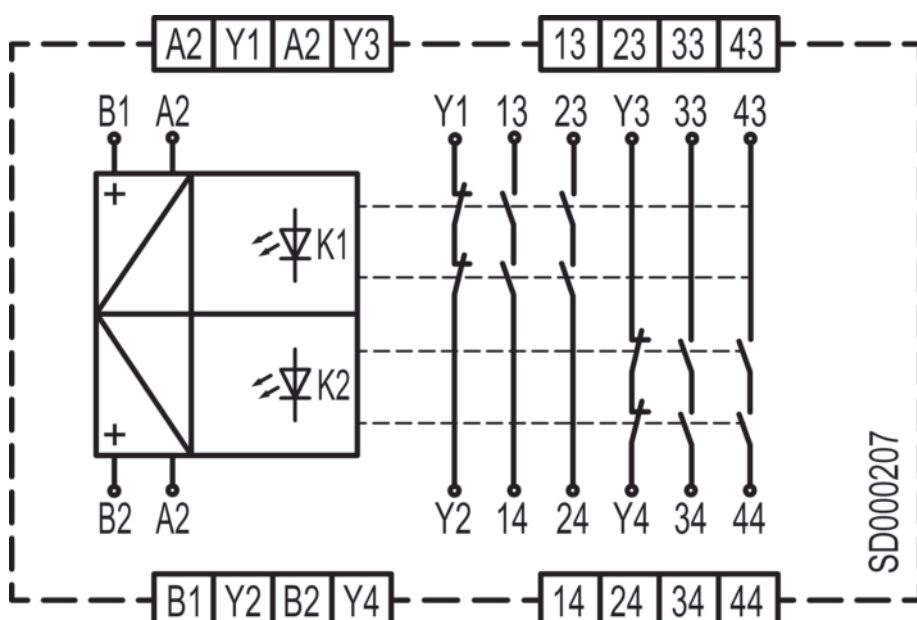 A2 Y1 A2 Y3 13 23 33 43
B1 A2 Y1 13 23 Y3 33 43
+
K1
K2
+
B2 A2 Y2 14 24 Y4 34 44
SD000207
B1 Y2 B2 Y4 14 24 34 44